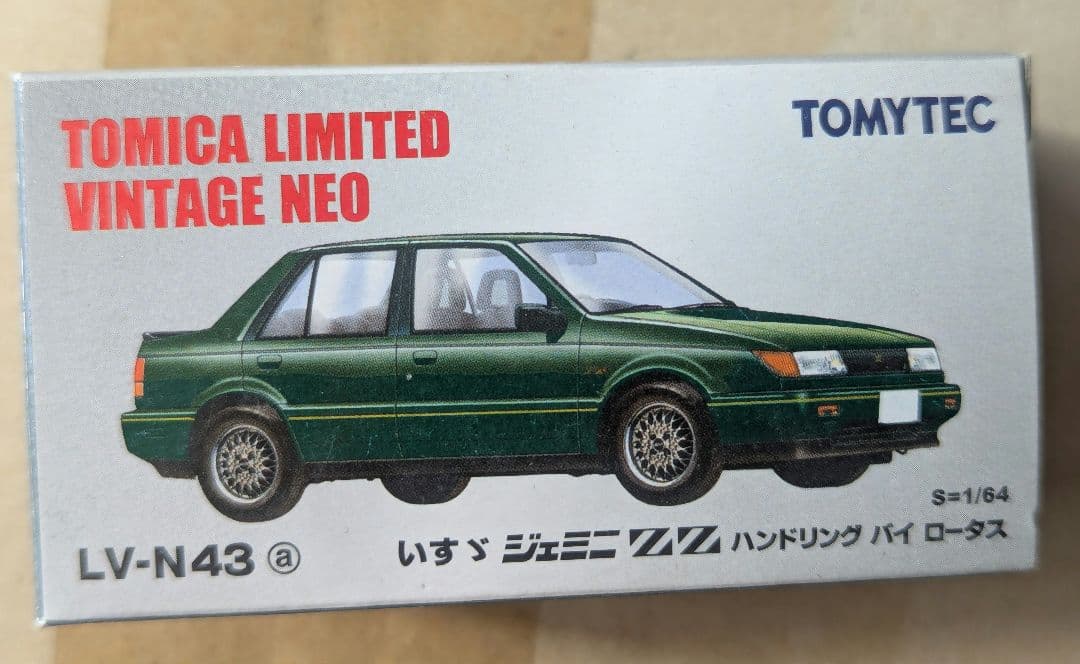 TOMICA LIMITED
VINTAGE NEO
TOMYTEC
S=1/64
LV-N43 ⓐ
いすゞ ジェミニ ZZ ハンドリング バイ ロータス